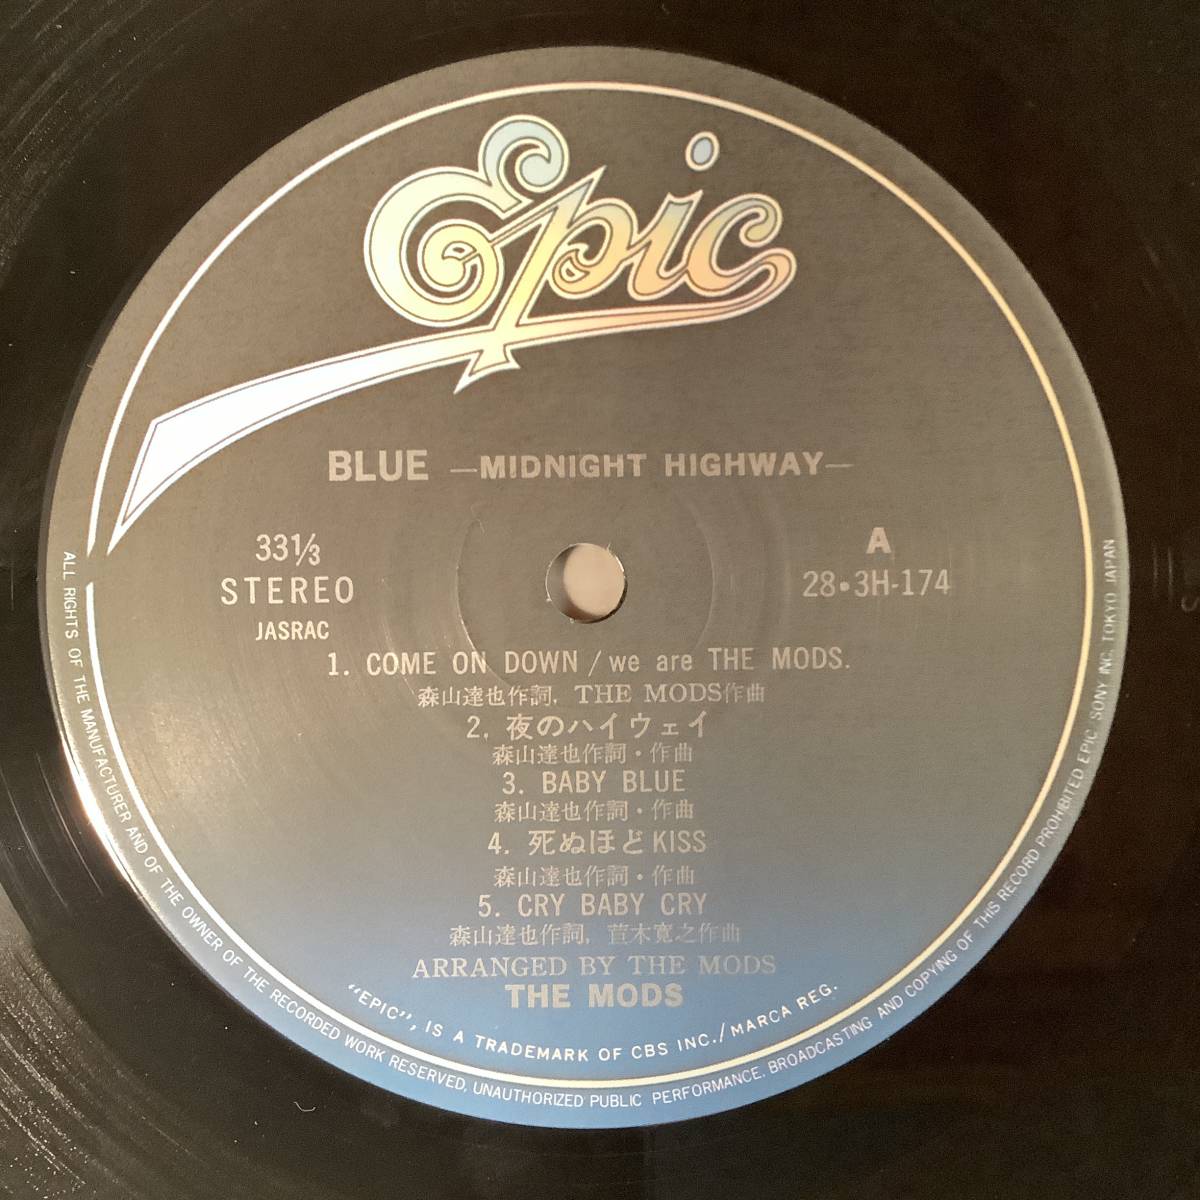 Epic
BLUE —MIDNIGHT HIGHWAY—
33⅓
STEREO
JASRAC
A
28・3H-174
1. COME ON DOWN / we are THE MODS.
森山達也作詞, THE MODS作曲
2. 夜のハイウェイ
森山達也作詞・作曲
3. BABY BLUE
森山達也作詞・作曲
4. 死ぬほどKISS
森山達也作詞・作曲
5. CRY BABY CRY
森山達也作詞, 苣木寛之作曲
ARRANGED BY THE MODS
THE MODS
"EPIC", IS A TRADEMARK OF CBS INC./MARCA REG.
ALL RIGHTS OF THE MANUFACTURER AND OF THE OWNER OF THE RECORDED WORK RESERVED, UNAUTHORIZED PUBLIC PERFORMANCE, BROADCASTING AND COPYING OF THIS RECORD PROHIBITED EPIC SONY INC. TOKYO JAPAN